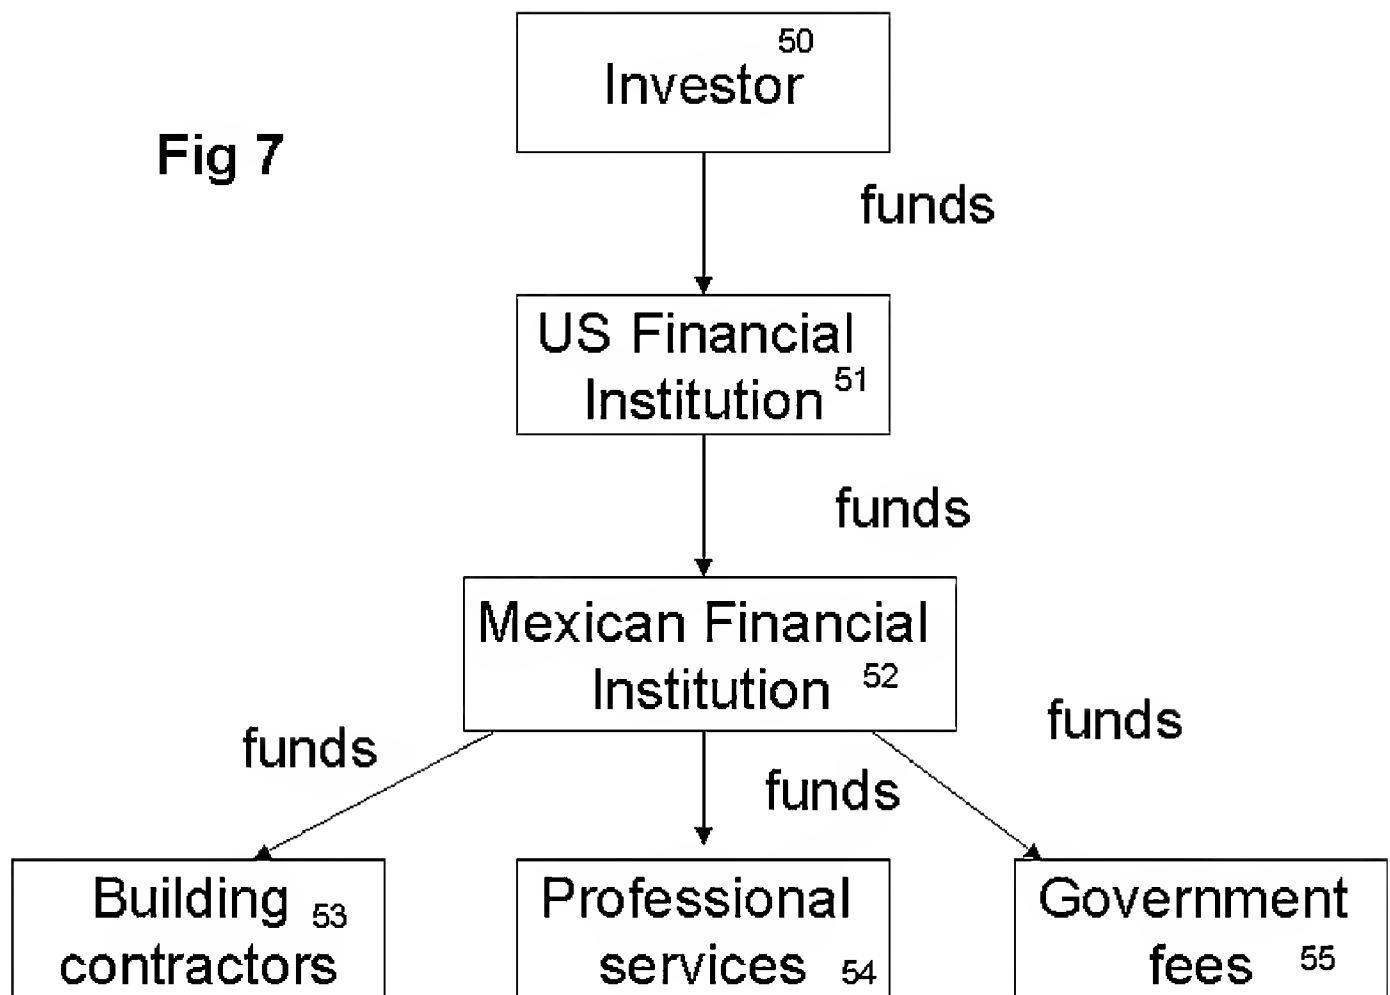 50
Investor
Fig 7
funds
US Financial
Institution 51
funds
Mexican Financial
Institution 52
funds
funds
funds
Building 53
contractors
Professional
services 54
Government
fees 55